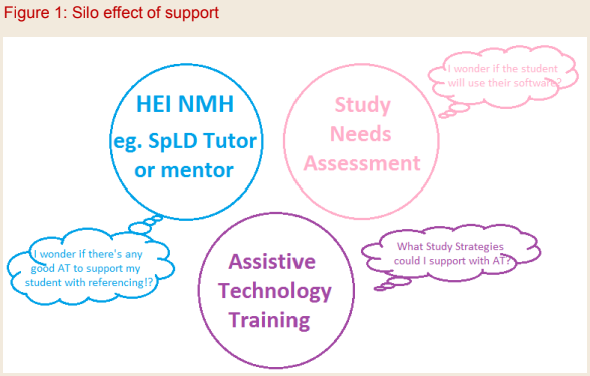 Figure 1: Silo effect of support
HEI NMH
eg. SpLD Tutor
or mentor
Study
Needs
Assessment
I wonder if the student
will use their software?
I wonder if there's any
good AT to support my
student with referencing!?
Assistive
Technology
Training
What Study Strategies
could I support with AT?